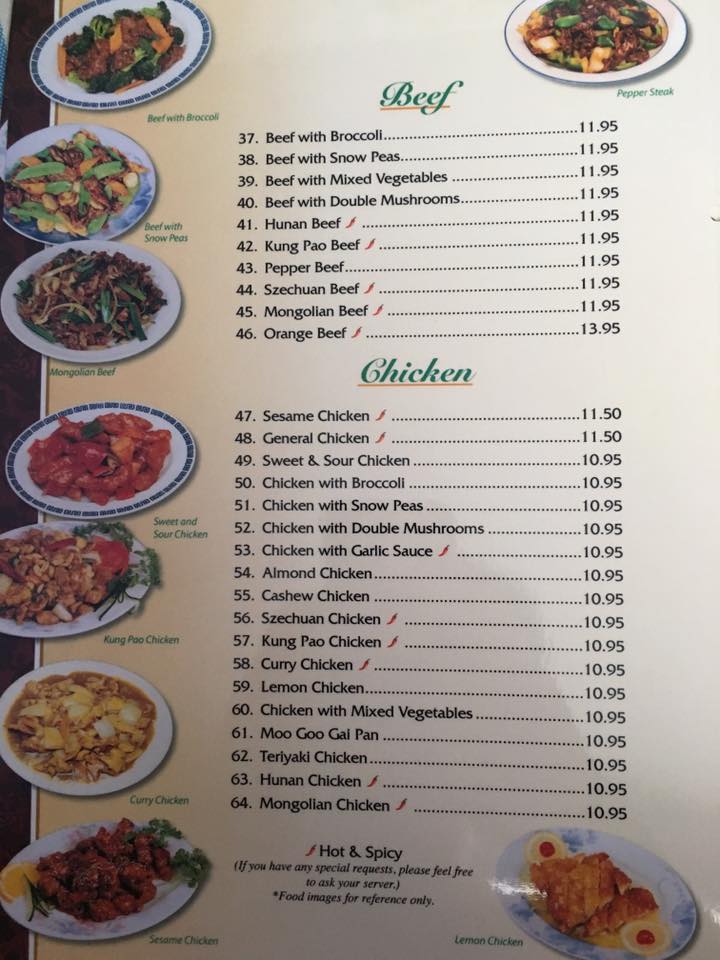 Beef with Broccoli
Pepper Steak
Beef
37. Beef with Broccoli..........11.95
38. Beef with Snow Peas..........11.95
39. Beef with Mixed Vegetables ..........11.95
40. Beef with Double Mushrooms..........11.95
41. Hunan Beef ..........11.95
42. Kung Pao Beef ..........11.95
43. Pepper Beef..........11.95
44. Szechuan Beef ..........11.95
45. Mongolian Beef ..........11.95
46. Orange Beef ..........13.95
Beef with
Snow Peas
Mongolian Beef
Chicken
47. Sesame Chicken ..........11.50
48. General Chicken ..........11.50
49. Sweet & Sour Chicken ..........10.95
50. Chicken with Broccoli ..........10.95
51. Chicken with Snow Peas ..........10.95
52. Chicken with Double Mushrooms ..........10.95
53. Chicken with Garlic Sauce ..........10.95
54. Almond Chicken..........10.95
55. Cashew Chicken ..........10.95
56. Szechuan Chicken ..........10.95
57. Kung Pao Chicken ..........10.95
58. Curry Chicken ..........10.95
59. Lemon Chicken..........10.95
60. Chicken with Mixed Vegetables ..........10.95
61. Moo Goo Gai Pan ..........10.95
62. Teriyaki Chicken..........10.95
63. Hunan Chicken ..........10.95
64. Mongolian Chicken ..........10.95
Sweet and
Sour Chicken
Kung Pao Chicken
Curry Chicken
Hot & Spicy
(If you have any special requests, please feel free
to ask your server.)
*Food images for reference only.
Sesame Chicken
Lemon Chicken